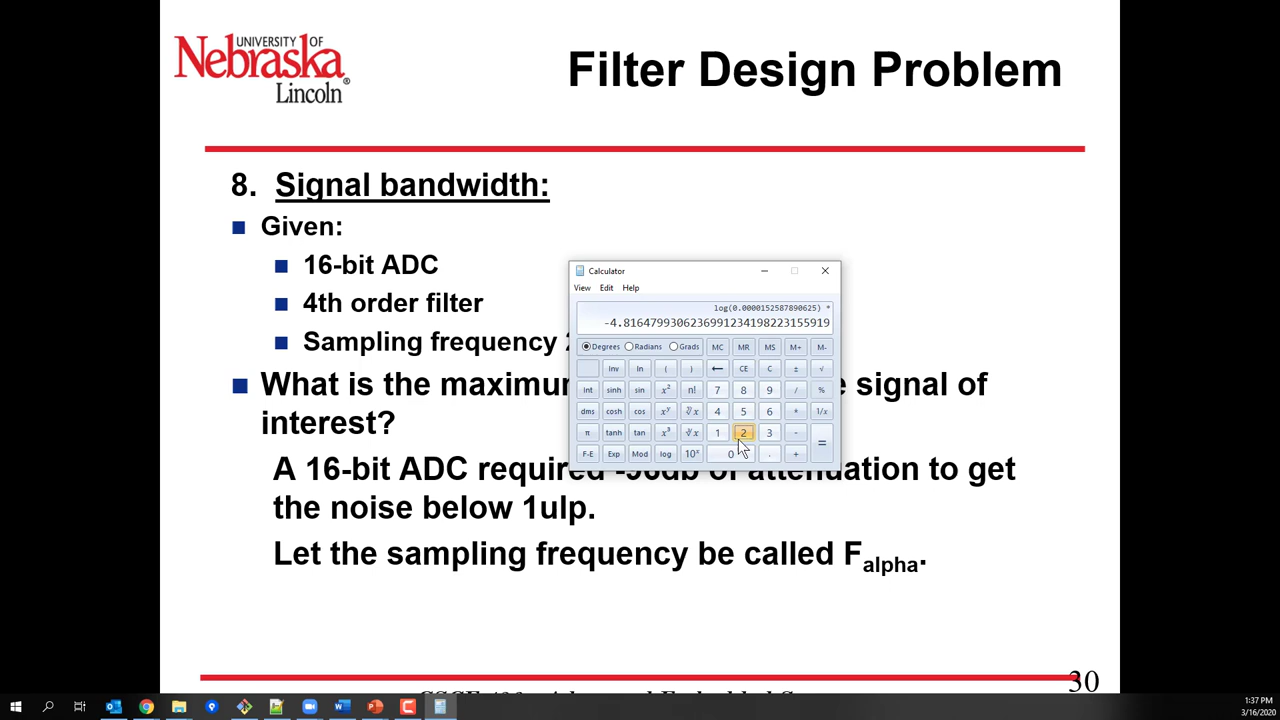 UNIVERSITY OF
Nebraska®
Lincoln
Filter Design Problem
8. Signal bandwidth:
Given:
16-bit ADC
4th order filter
Sampling frequency
What is the maximum signal of
interest?
A 16-bit ADC required -96db of attenuation to get
the noise below 1ulp.
Let the sampling frequency be called Falpha.
30
Calculator
View Edit Help
log(0.0000152587890625) *
-4.8164799306236991234198223155919
Degrees Radians Grads MC MR MS M+ M-
Inv ln ( ) ← CE C ± √
Int sinh sin x² n! 7 8 9 / %
dms cosh cos xʸ ʸ√x 4 5 6 * 1/x
π tanh tan x³ ³√x 1 2 3 - =
F-E Exp Mod log 10ˣ 0 . +
1:37 PM
3/16/2020